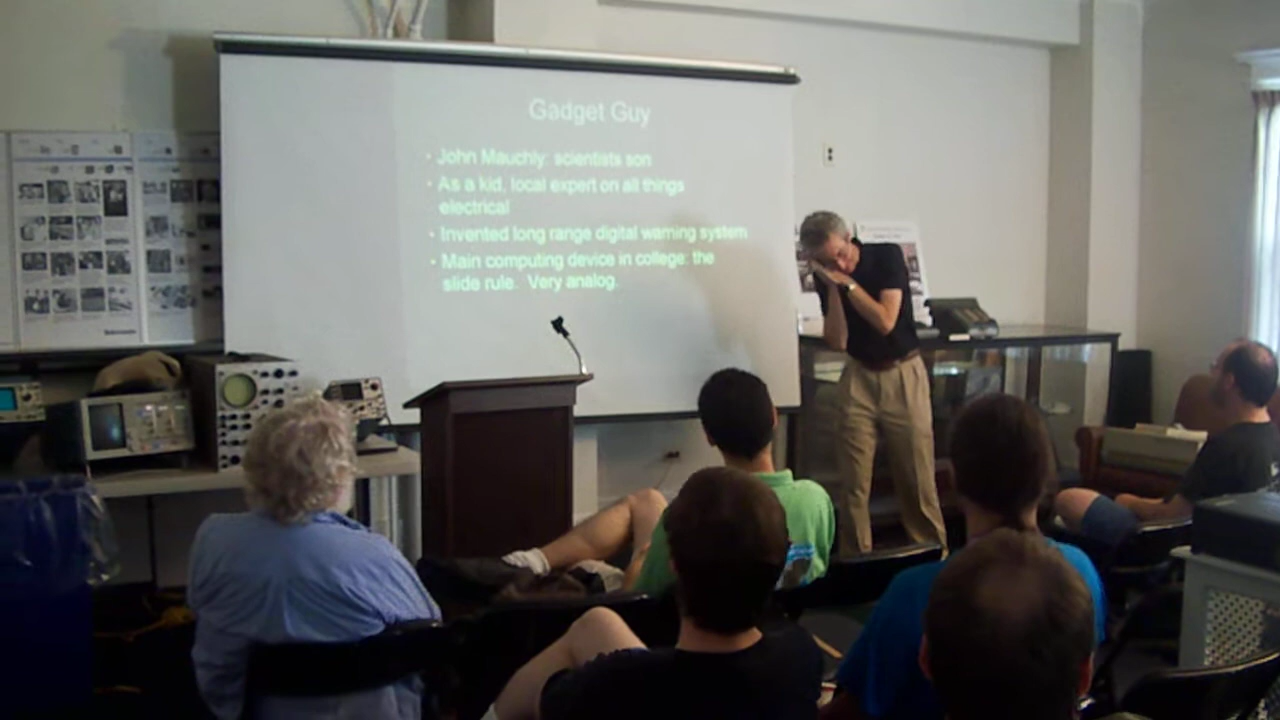 Gadget Guy
• John Mauchly: scientists son
• As a kid, local expert on all things
electrical
• Invented long range digital warning system
• Main computing device in college: the
slide rule. Very analog.